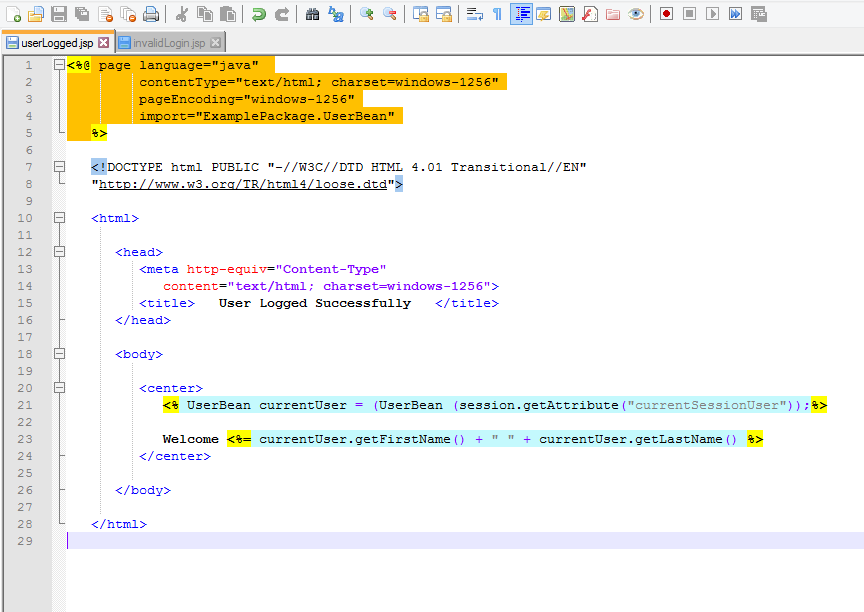 userLogged.jsp invalidLogin.jsp
1 <%@ page language="java"
2 contentType="text/html; charset=windows-1256"
3 pageEncoding="windows-1256"
4 import="ExamplePackage.UserBean"
5 %>
6
7 <!DOCTYPE html PUBLIC "-//W3C//DTD HTML 4.01 Transitional//EN"
8 "http://www.w3.org/TR/html4/loose.dtd">
9
10 <html>
11
12 <head>
13 <meta http-equiv="Content-Type"
14 content="text/html; charset=windows-1256">
15 <title> User Logged Successfully </title>
16 </head>
17
18 <body>
19
20 <center>
21 <% UserBean currentUser = (UserBean (session.getAttribute("currentSessionUser"));%>
22
23 Welcome <%= currentUser.getFirstName() + " " + currentUser.getLastName() %>
24 </center>
25
26 </body>
27
28 </html>
29